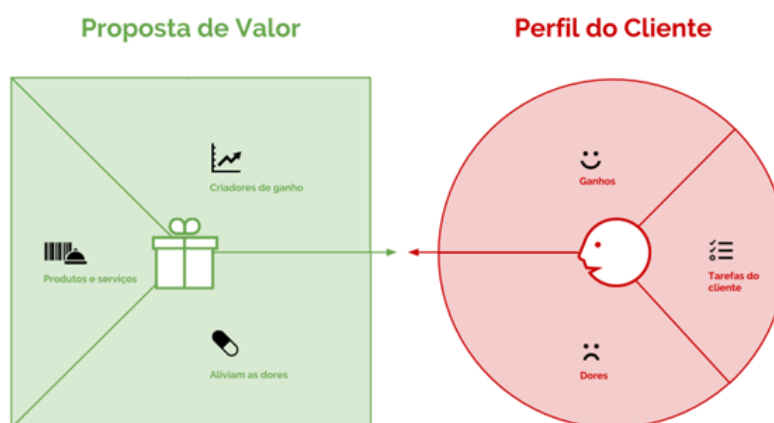 Proposta de Valor
Perfil do Cliente
Criadores de ganho
Produtos e serviços
Aliviam as dores
Ganhos
Tarefas do
cliente
Dores